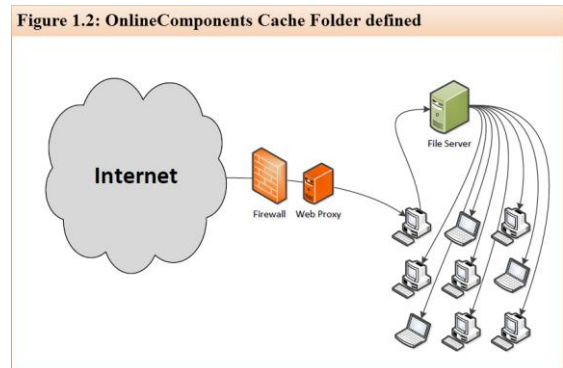 Figure 1.2: OnlineComponents Cache Folder defined
File Server
Internet
Firewall
Web Proxy